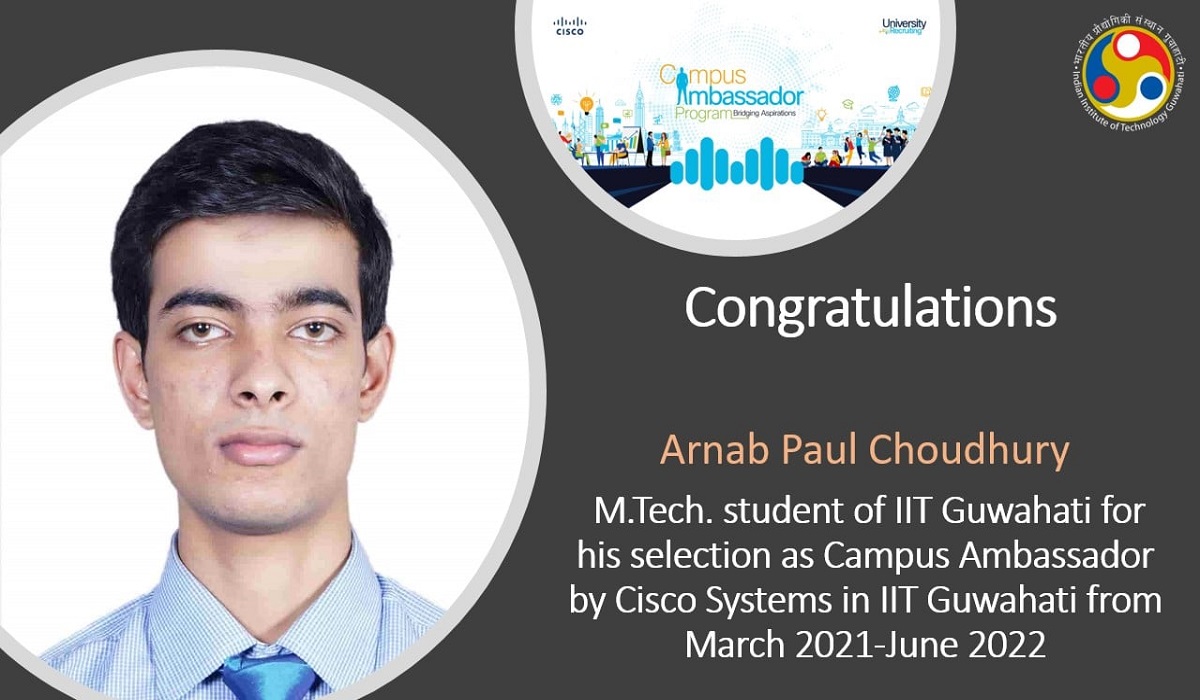 CISCO
University
Recruiting
Campus
Ambassador
Program
Bridging Aspirations
भारतीय प्रौद्योगिकी संस्थान गुवाहाटी
Indian Institute of Technology Guwahati
Congratulations
Arnab Paul Choudhury
M.Tech. student of IIT Guwahati for
his selection as Campus Ambassador
by Cisco Systems in IIT Guwahati from
March 2021-June 2022